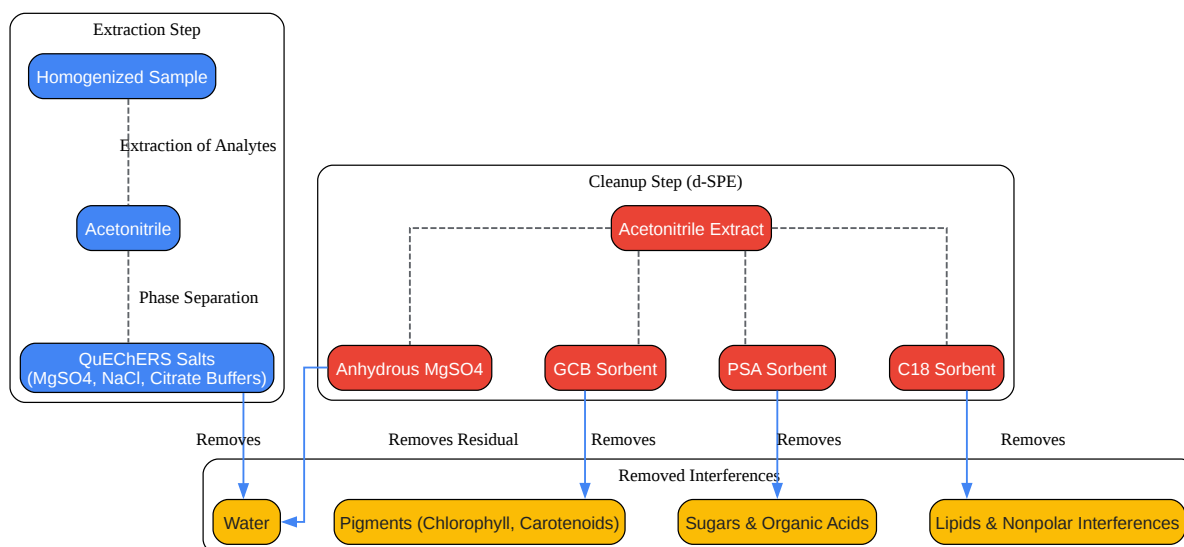 Extraction Step
Homogenized Sample
Extraction of Analytes
Acetonitrile
Phase Separation
QuEChERS Salts
(MgSO4, NaCl, Citrate Buffers)
Cleanup Step (d-SPE)
Acetonitrile Extract
Anhydrous MgSO4
GCB Sorbent
PSA Sorbent
C18 Sorbent
Removes
Removes Residual
Removes
Removes
Removes
Removed Interferences
Water
Pigments (Chlorophyll, Carotenoids)
Sugars & Organic Acids
Lipids & Nonpolar Interferences